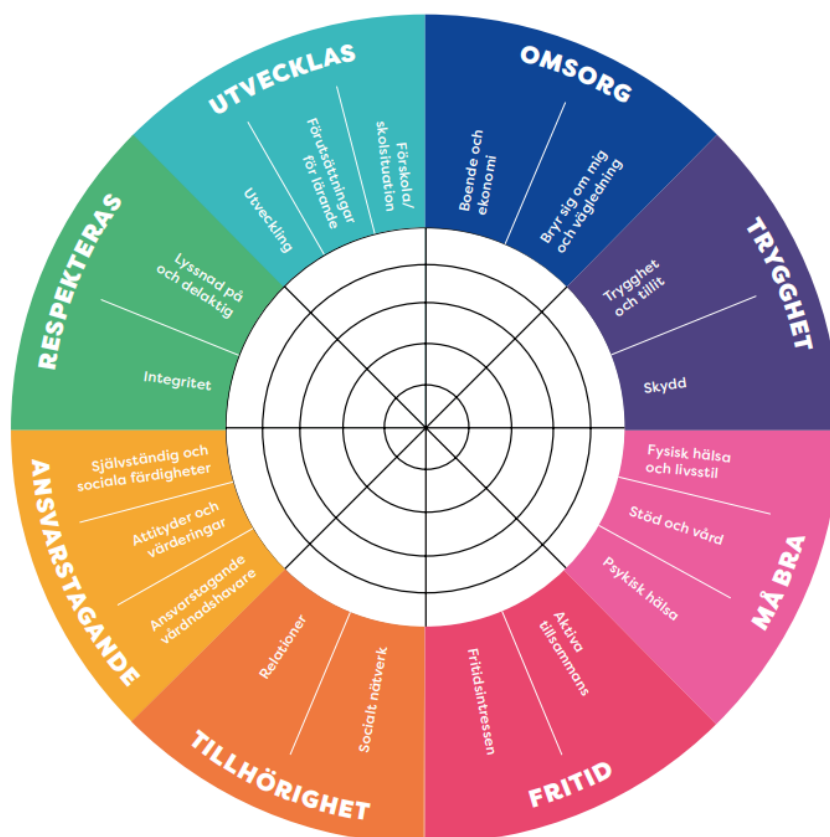 OMSORG
Boende och
ekonomi
Bryr sig om mig
och vägledning
TRYGGHET
Trygghet
och tillit
Skydd
MÅ BRA
Fysisk hälsa
och livsstil
Stöd och vård
Psykisk hälsa
FRITID
Aktiva
tillsammans
Fritidsintressen
TILLHÖRIGHET
Socialt nätverk
Relationer
ANSVARSTAGANDE
Ansvarstagande
värdnadshavare
Attityder och
värderingar
Självständig och
sociala färdigheter
RESPEKTERAS
Integritet
Lyssnad på
och delaktig
UTVECKLAS
Utveckling
Förutsättningar
för lärande
Förskola/
skolsituation